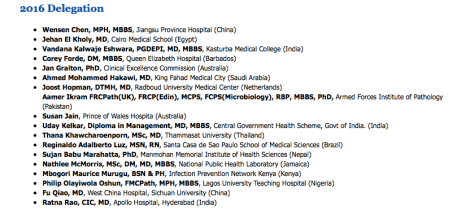 2016 Delegation
• Wensen Chen, MPH, MBBS, Jiangsu Province Hospital (China)
• Jehan El Kholy, MD, Cairo Medical School (Egypt)
• Vandana Kalwaje Eshwara, PGDEPI, MD, MBBS, Kasturba Medical College (India)
• Corey Forde, DM, MBBS, Queen Elizabeth Hospital (Barbados)
• Jan Gralton, PhD, Clinical Excellence Commission (Australia)
• Ahmed Mohammed Hakawi, MD, King Fahad Medical City (Saudi Arabia)
• Joost Hopman, DTMH, MD, Radboud University Medical Center (Netherlands)
Aamer Ikram FRCPath(UK), FRCP(Edin), MCPS, FCPS(Microbiology), RBP, MBBS, PhD, Armed Forces Institute of Pathology
(Pakistan)
• Susan Jain, Prince of Wales Hospita (Australia)
• Uday Kelkar, Diploma in Management, MD, MBBS, Central Government Health Scheme, Govt of India. (India)
• Thana Khawcharoenporn, MSc, MD, Thammasat University (Thailand)
• Reginaldo Adalberto Luz, MSN, RN, Santa Casa de Sao Paulo School of Medical Sciences (Brazil)
• Sujan Babu Marahatta, PhD, Manmohan Memorial Institute of Health Sciences (Nepal)
• Nathlee McMorris, MSc, DM, MD, MBBS, National Public Health Laboratory (Jamaica)
• Mbogori Maurice Murugu, BSN & PH, Infection Prevention Network Kenya (Kenya)
• Philip Olayiwola Oshun, FMCPath, MPH, MBBS, Lagos University Teaching Hospital (Nigeria)
• Fu Qiao, MD, West China Hospital, Sichuan University (China)
• Ratna Rao, CIC, MD, Apollo Hospital, Hyderabad (India)